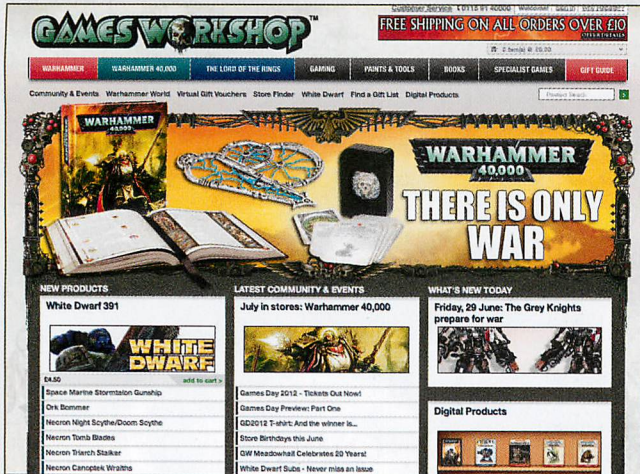 GAMES WORKSHOP™
Customer Service
FREE SHIPPING ON ALL ORDERS OVER £10
WARHAMMER
WARHAMMER 40,000
THE LORD OF THE RINGS
GAMING
PAINTS & TOOLS
BOOKS
SPECIALIST GAMES
GIFT GUIDE
Community & Events
Warhammer World
Virtual Gift Vouchers
Store Finder
White Dwarf
Find a Gift List
Digital Products
Product Search
WARHAMMER
40,000
WARHAMMER
40,000
THERE IS ONLY
WAR
NEW PRODUCTS
White Dwarf 391
WHITE
DWARF
£4.50
add to cart >
Space Marine Stormtalon Gunship
Ork Bommer
Necron Night Scythe/Doom Scythe
Necron Tomb Blades
Necron Triarch Stalker
Necron Canoptek Wraiths
LATEST COMMUNITY & EVENTS
July in stores: Warhammer 40,000
Games Day 2012 - Tickets Out Now!
Games Day Preview: Part One
GD2012 T-shirt: And the winner is...
Store Birthdays this June
GW Meadowhall Celebrates 20 Years!
White Dwarf Subs - Never miss an issue
WHAT'S NEW TODAY
Friday, 29 June: The Grey Knights
prepare for war
Digital Products